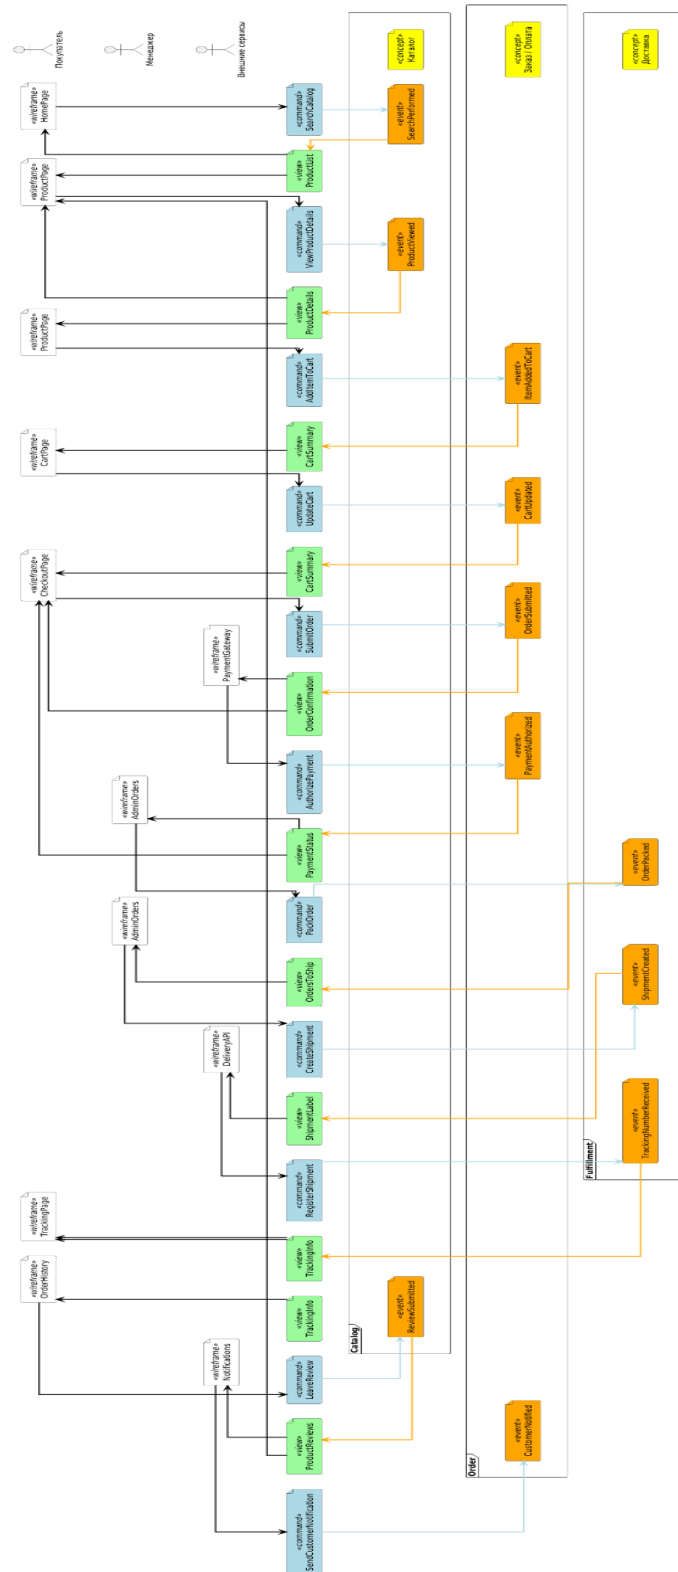 Покупатель
Менеджер
Внешние сервисы
«concept»
Каталог
«concept»
Заказ / Оплата
«concept»
Доставка
«wireframe»
HomePage
«command»
SearchCatalog
«event»
SearchPerformed
«wireframe»
ProductPage
«view»
ProductList
«command»
ViewProductDetails
«event»
ProductViewed
«wireframe»
ProductPage
«view»
ProductDetails
«command»
AddItemToCart
«event»
ItemAddedToCart
«wireframe»
CartPage
«view»
CartSummary
«command»
UpdateCart
«event»
CartUpdated
«wireframe»
CheckoutPage
«view»
CartSummary
«command»
SubmitOrder
«event»
OrderSubmitted
«wireframe»
PaymentGateway
«view»
OrderConfirmation
«command»
AuthorizePayment
«event»
PaymentAuthorized
«wireframe»
AdminOrders
«view»
PaymentStatus
«command»
PackOrder
«event»
OrderPacked
«wireframe»
AdminOrders
«view»
OrdersToShip
«command»
CreateShipment
«event»
ShipmentCreated
«wireframe»
DeliveryAPI
«view»
ShipmentLabel
«command»
RegisterShipment
«event»
TrackingNumberReceived
Fulfillment
«wireframe»
TrackingPage
«view»
TrackingInfo
«wireframe»
OrderHistory
«view»
TrackingInfo
«command»
LeaveReview
«event»
ReviewSubmitted
Catalog
«wireframe»
Notifications
«view»
ProductReviews
«command»
SendCustomerNotification
«event»
CustomerNotified
Order